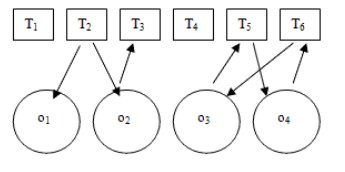 T₁ T₂ T₃ T₄ T₅ T₆
o₁ o₂ o₃ o₄